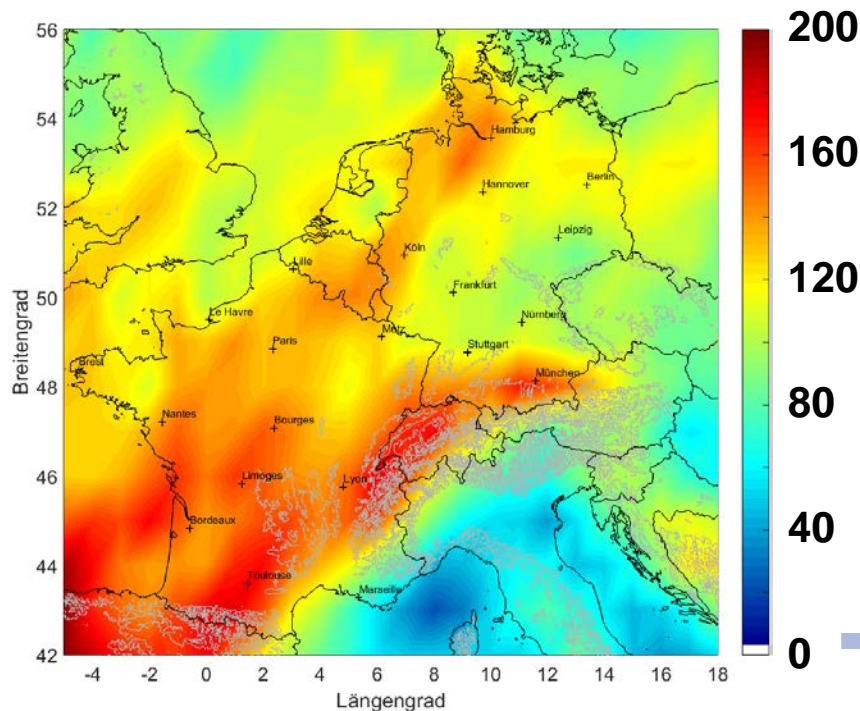 56
54
52
50
48
46
44
42
Breitengrad
-4 -2 0 2 4 6 8 10 12 14 16 18
Längengrad
Hamburg
Hannover
Berlin
Leipzig
Köln
Lille
Frankfurt
Le Havre
Nürnberg
Metz
Paris
Stuttgart
Brest
München
Nantes
Bourges
Limoges
Lyon
Bordeaux
Toulouse
Marseille
200
160
120
80
40
0